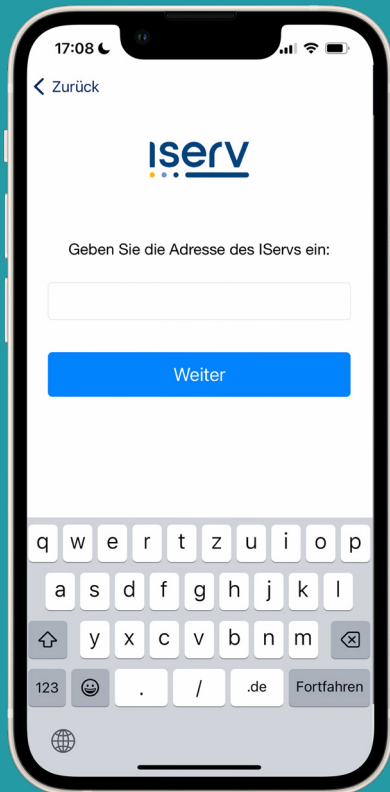 17:08
Zurück
IServ
Geben Sie die Adresse des IServs ein:
Weiter
q w e r t z u i o p
a s d f g h j k l
y x c v b n m
123 . / .de Fortfahren